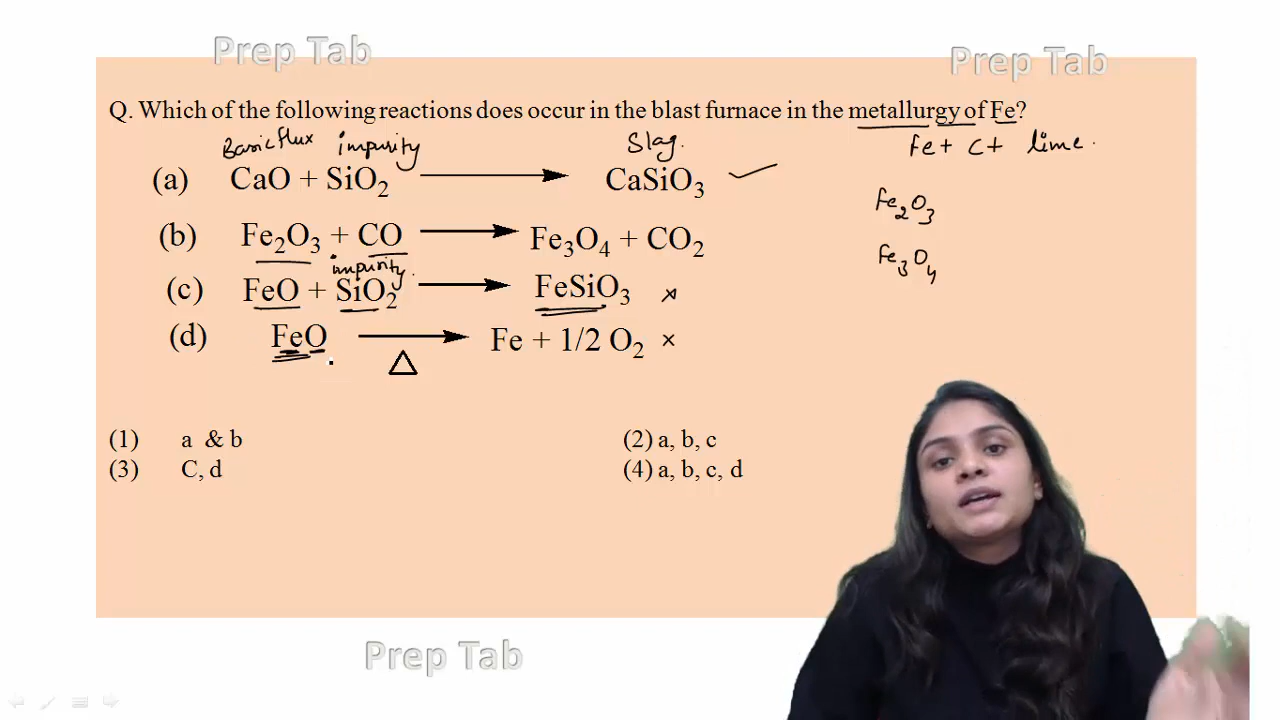 Prep Tab
Prep Tab
Q. Which of the following reactions does occur in the blast furnace in the metallurgy of Fe?
Basic flux impurity Slag.
Fe + C + lime.
(a) CaO + SiO₂ ⟶ CaSiO₃ ✓
Fe₂O₃
(b) Fe₂O₃ + CO ⟶ Fe₃O₄ + CO₂
Fe₃O₄
impurity.
(c) FeO + SiO₂ ⟶ FeSiO₃ ×
(d) FeO ⟶ Fe + 1/2 O₂ ×
Δ
(1) a & b (2) a, b, c
(3) C, d (4) a, b, c, d
Prep Tab